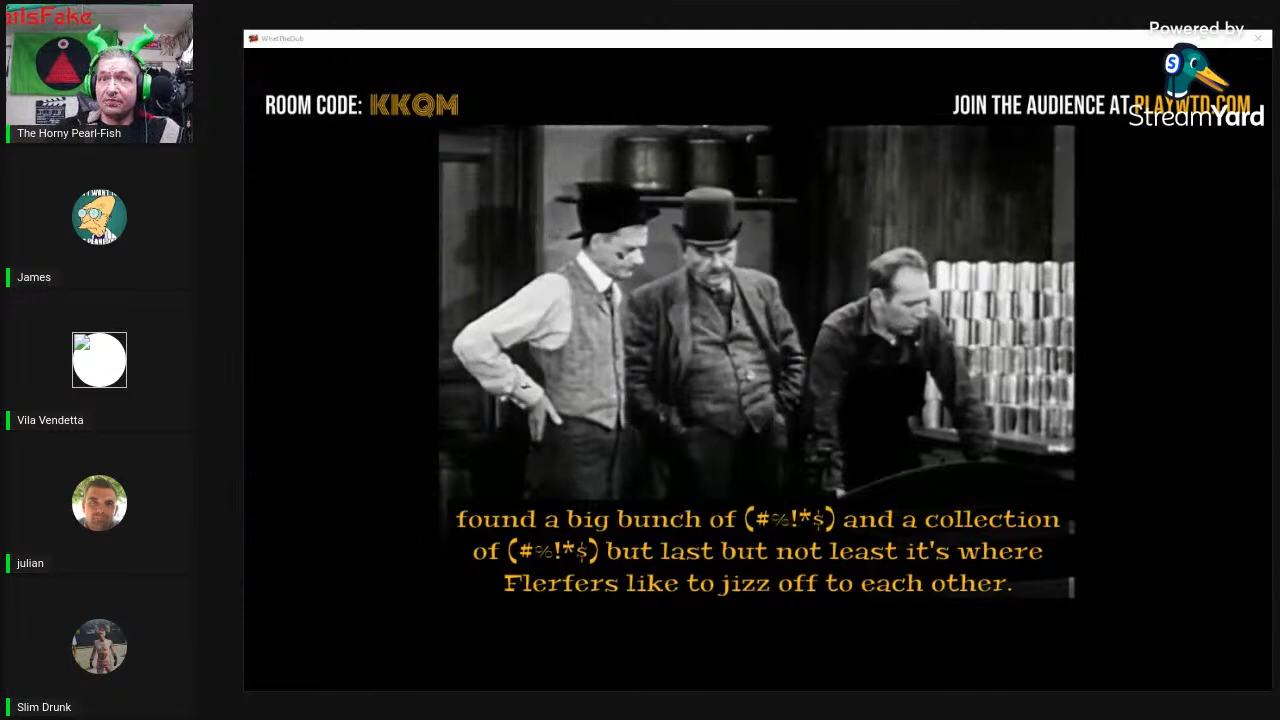 ailsFake
The Horny Pearl-Fish
James
Vila Vendetta
julian
Slim Drunk
WhatTheDub
Powered by
StreamYard
ROOM CODE: KKQM
JOIN THE AUDIENCE AT PLAYWTD.COM
found a big bunch of (#%!*$) and a collection
of (#%!*$) but last but not least it's where
Flerfers like to jizz off to each other.